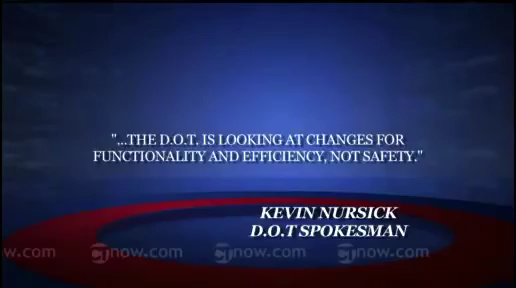 "...THE D.O.T. IS LOOKING AT CHANGES FOR
FUNCTIONALITY AND EFFICIENCY, NOT SAFETY."
KEVIN NURSICK
D.O.T SPOKESMAN
w.com ctnow.com ctnow.com ctnow.com ctnow